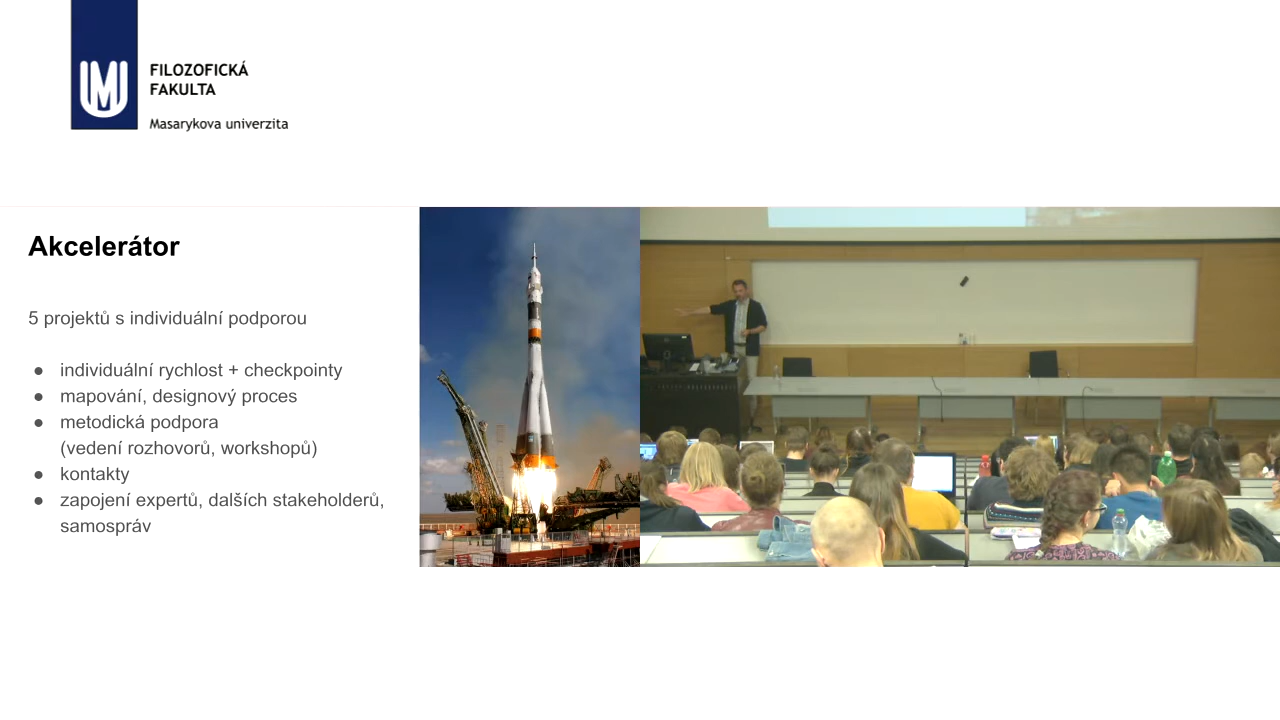 FILOZOFICKÁ
FAKULTA
Masarykova univerzita
Akcelerátor
5 projektů s individuální podporou
● individuální rychlost + checkpointy
● mapování, designový proces
● metodická podpora
(vedení rozhovorů, workshopů)
● kontakty
● zapojení expertů, dalších stakeholderů,
samospráv